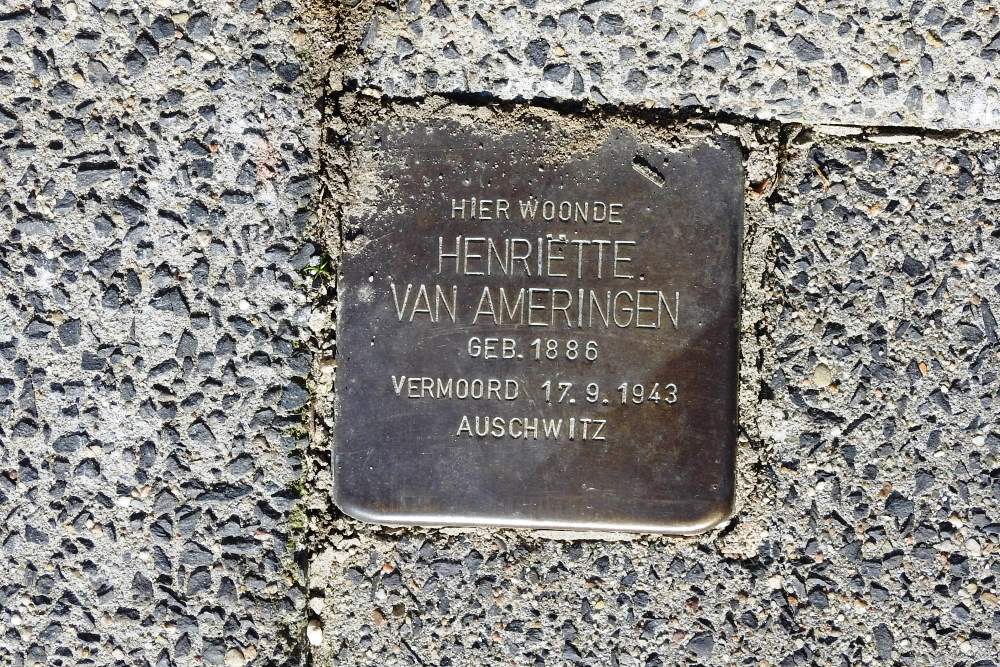 HIER WOONDE
HENRIËTTE
VAN AMERINGEN
GEB. 1886
VERMOORD 17. 9. 1943
AUSCHWITZ